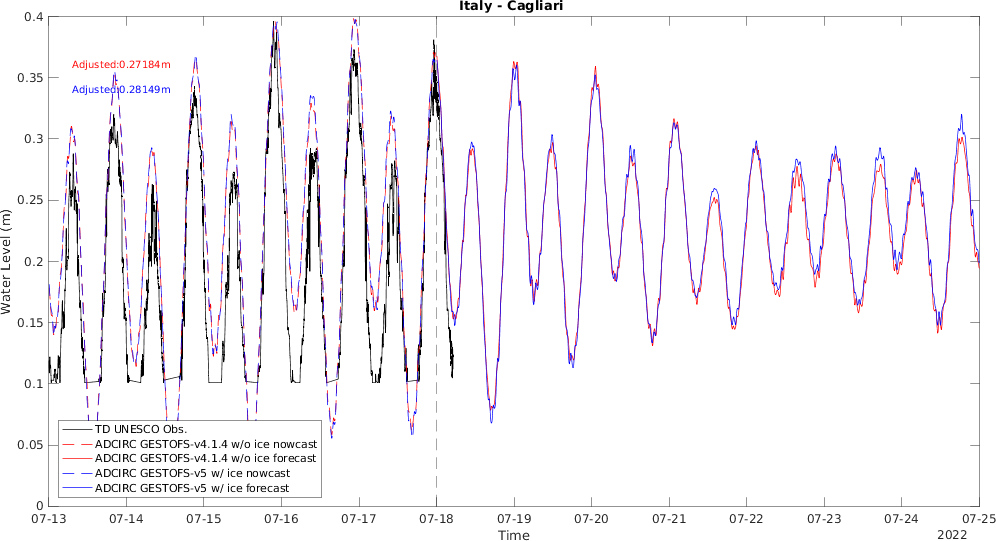 Italy - Cagliari
0.4
0.35
0.3
0.25
0.2
0.15
0.1
0.05
0
Water Level (m)
Adjusted:0.27184m
Adjusted:0.28149m
TD UNESCO Obs.
ADCIRC GESTOFS-v4.1.4 w/o ice nowcast
ADCIRC GESTOFS-v4.1.4 w/o ice forecast
ADCIRC GESTOFS-v5 w/ ice nowcast
ADCIRC GESTOFS-v5 w/ ice forecast
07-13 07-14 07-15 07-16 07-17 07-18 07-19 07-20 07-21 07-22 07-23 07-24 07-25
Time
2022